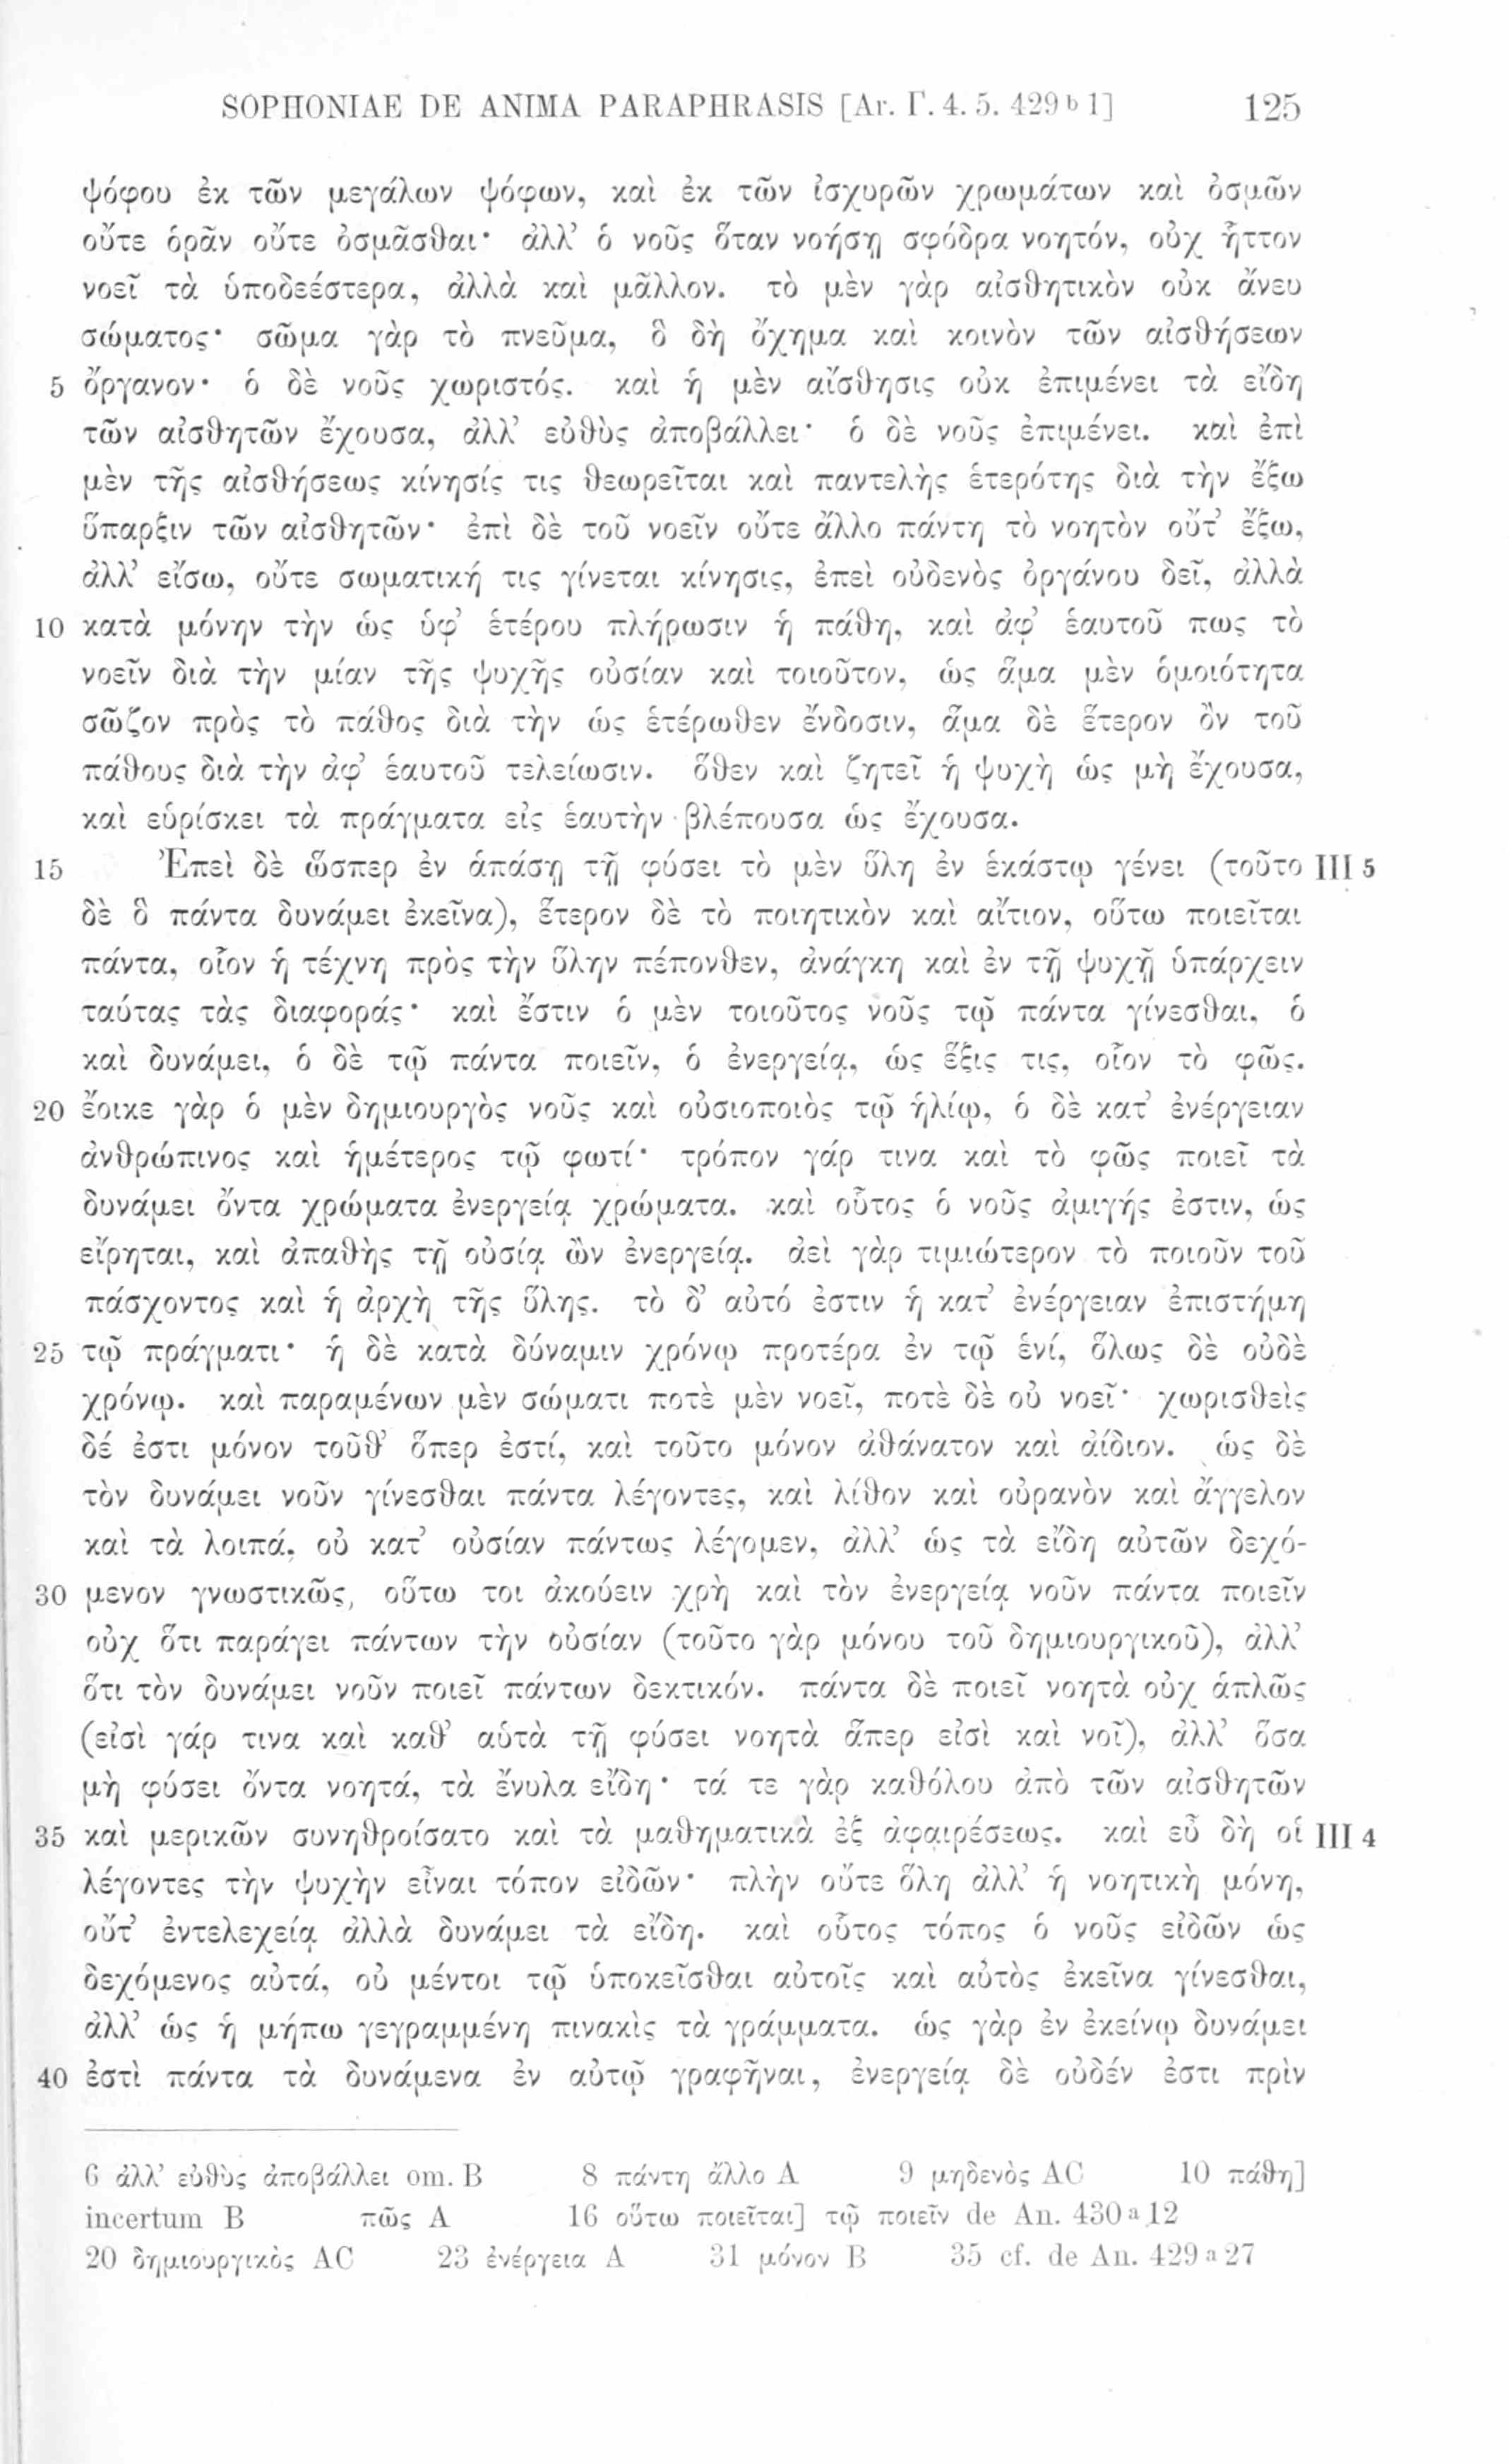 SOPHONIAE DE ANIMA PARAPHRASIS [Ar. Γ. 4. 5. 429 b 1] 125
ψόφου ἐκ τῶν μεγάλων ψόφων, καὶ ἐκ τῶν ἰσχυρῶν χρωμάτων καὶ ὀσμῶν
οὔτε ὁρᾶν οὔτε ὀσμᾶσθαι· ἀλλ’ ὁ νοῦς ὅταν νοήσῃ σφόδρα νοητόν, οὐχ ἧττον
νοεῖ τὰ ὑποδεέστερα, ἀλλὰ καὶ μᾶλλον. τὸ μὲν γὰρ αἰσθητικὸν οὐκ ἄνευ
σώματος· σῶμα γὰρ τὸ πνεῦμα, ὃ δὴ ὄχημα καὶ κοινὸν τῶν αἰσθήσεων
5 ὄργανον· ὁ δὲ νοῦς χωριστός. καὶ ἡ μὲν αἴσθησις οὐκ ἐπιμένει τὰ εἴδη
τῶν αἰσθητῶν ἔχουσα, ἀλλ’ εὐθὺς ἀποβάλλει· ὁ δὲ νοῦς ἐπιμένει. καὶ ἐπὶ
μὲν τῆς αἰσθήσεως κίνησίς τις θεωρεῖται καὶ παντελὴς ἑτερότης διὰ τὴν ἔξω
ὕπαρξιν τῶν αἰσθητῶν· ἐπὶ δὲ τοῦ νοεῖν οὔτε ἄλλο πάντη τὸ νοητὸν οὔτ’ ἔξω,
ἀλλ’ εἴσω, οὔτε σωματική τις γίνεται κίνησις, ἐπεὶ οὐδενὸς ὀργάνου δεῖ, ἀλλὰ
10 κατὰ μόνην τὴν ὡς ὑφ’ ἑτέρου πλήρωσιν ἡ πάθη, καὶ ἀφ’ ἑαυτοῦ πως τὸ
νοεῖν διὰ τὴν μίαν τῆς ψυχῆς οὐσίαν καὶ τοιοῦτον, ὡς ἅμα μὲν ὁμοιότητα
σῶζον πρὸς τὸ πάθος διὰ τὴν ὡς ἑτέρωθεν ἔνδοσιν, ἅμα δὲ ἕτερον ὂν τοῦ
πάθους διὰ τὴν ἀφ’ ἑαυτοῦ τελείωσιν. ὅθεν καὶ ζητεῖ ἡ ψυχὴ ὡς μὴ ἔχουσα,
καὶ εὑρίσκει τὰ πράγματα εἰς ἑαυτὴν βλέπουσα ὡς ἔχουσα.
15 Ἐπεὶ δὲ ὥσπερ ἐν ἁπάσῃ τῇ φύσει τὸ μὲν ὕλη ἐν ἑκάστῳ γένει (τοῦτο III 5
δὲ ὃ πάντα δυνάμει ἐκεῖνα), ἕτερον δὲ τὸ ποιητικὸν καὶ αἴτιον, οὕτω ποιεῖται
πάντα, οἷον ἡ τέχνη πρὸς τὴν ὕλην πέπονθεν, ἀνάγκη καὶ ἐν τῇ ψυχῇ ὑπάρχειν
ταύτας τὰς διαφοράς· καὶ ἔστιν ὁ μὲν τοιοῦτος νοῦς τῷ πάντα γίνεσθαι, ὁ
καὶ δυνάμει, ὁ δὲ τῷ πάντα ποιεῖν, ὁ ἐνεργείᾳ, ὡς ἕξις τις, οἷον τὸ φῶς.
20 ἔοικε γὰρ ὁ μὲν δημιουργὸς νοῦς καὶ οὐσιοποιὸς τῷ ἡλίῳ, ὁ δὲ κατ’ ἐνέργειαν
ἀνθρώπινος καὶ ἡμέτερος τῷ φωτί· τρόπον γάρ τινα καὶ τὸ φῶς ποιεῖ τὰ
δυνάμει ὄντα χρώματα ἐνεργείᾳ χρώματα. καὶ οὗτος ὁ νοῦς ἀμιγής ἐστιν, ὡς
εἴρηται, καὶ ἀπαθὴς τῇ οὐσίᾳ ὢν ἐνεργείᾳ. ἀεὶ γὰρ τιμιώτερον τὸ ποιοῦν τοῦ
πάσχοντος καὶ ἡ ἀρχὴ τῆς ὕλης. τὸ δ’ αὐτό ἐστιν ἡ κατ’ ἐνέργειαν ἐπιστήμη
25 τῷ πράγματι· ἡ δὲ κατὰ δύναμιν χρόνῳ προτέρα ἐν τῷ ἑνί, ὅλως δὲ οὐδὲ
χρόνῳ. καὶ παραμένων μὲν σώματι ποτὲ μὲν νοεῖ, ποτὲ δὲ οὐ νοεῖ· χωρισθεὶς
δέ ἐστι μόνον τοῦθ’ ὅπερ ἐστί, καὶ τοῦτο μόνον ἀθάνατον καὶ ἀίδιον. ὡς δὲ
τὸν δυνάμει νοῦν γίνεσθαι πάντα λέγοντες, καὶ λίθον καὶ οὐρανὸν καὶ ἄγγελον
καὶ τὰ λοιπά, οὐ κατ’ οὐσίαν πάντως λέγομεν, ἀλλ’ ὡς τὰ εἴδη αὐτῶν δεχό-
30 μενον γνωστικῶς, οὕτω τοι ἀκούειν χρὴ καὶ τὸν ἐνεργείᾳ νοῦν πάντα ποιεῖν
οὐχ ὅτι παράγει πάντων τὴν οὐσίαν (τοῦτο γὰρ μόνου τοῦ δημιουργικοῦ), ἀλλ’
ὅτι τὸν δυνάμει νοῦν ποιεῖ πάντων δεκτικόν. πάντα δὲ ποιεῖ νοητὰ οὐχ ἁπλῶς
(εἰσὶ γάρ τινα καὶ καθ’ αὑτὰ τῇ φύσει νοητὰ ἅπερ εἰσὶ καὶ νοῖ), ἀλλ’ ὅσα
μὴ φύσει ὄντα νοητά, τὰ ἔνυλα εἴδη· τά τε γὰρ καθόλου ἀπὸ τῶν αἰσθητῶν
35 καὶ μερικῶν συνηθροίσατο καὶ τὰ μαθηματικὰ ἐξ ἀφαιρέσεως. καὶ εὖ δὴ οἱ III 4
λέγοντες τὴν ψυχὴν εἶναι τόπον εἰδῶν· πλὴν οὔτε ὅλη ἀλλ’ ἡ νοητικὴ μόνη,
οὔτ’ ἐντελεχείᾳ ἀλλὰ δυνάμει τὰ εἴδη. καὶ οὗτος τόπος ὁ νοῦς εἰδῶν ὡς
δεχόμενος αὐτά, οὐ μέντοι τῷ ὑποκεῖσθαι αὐτοῖς καὶ αὐτὸς ἐκεῖνα γίνεσθαι,
ἀλλ’ ὡς ἡ μήπω γεγραμμένη πινακὶς τὰ γράμματα. ὡς γὰρ ἐν ἐκείνῳ δυνάμει
40 ἐστὶ πάντα τὰ δυνάμενα ἐν αὐτῷ γραφῆναι, ἐνεργείᾳ δὲ οὐδέν ἐστι πρὶν
6 ἀλλ’ εὐθὺς ἀποβάλλει om. B 8 πάντη ἄλλο A 9 μηδενὸς AC 10 πάθη]
incertum B πῶς A 16 οὕτω ποιεῖται] τῷ ποιεῖν de An. 430 a 12
20 δημιουργικὸς AC 23 ἐνέργεια A 31 μόνον B 35 cf. de An. 429 a 27